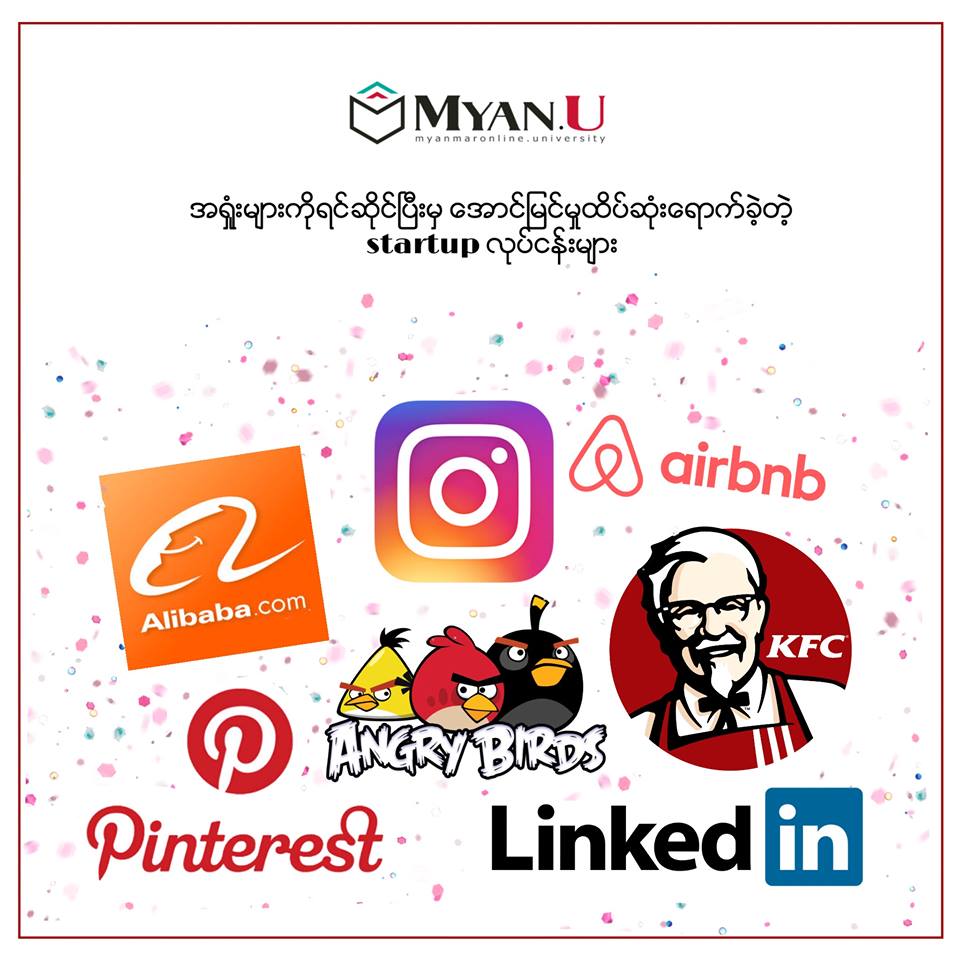 MYAN.U
myanmaronline.university
အရှုံးများကိုရင်ဆိုင်ပြီးမှ အောင်မြင်မှုထိပ်ဆုံးရောက်ခဲ့တဲ့
startup လုပ်ငန်းများ
airbnb
Alibaba.com
KFC
ANGRY BIRDS
Pinterest
Linked in